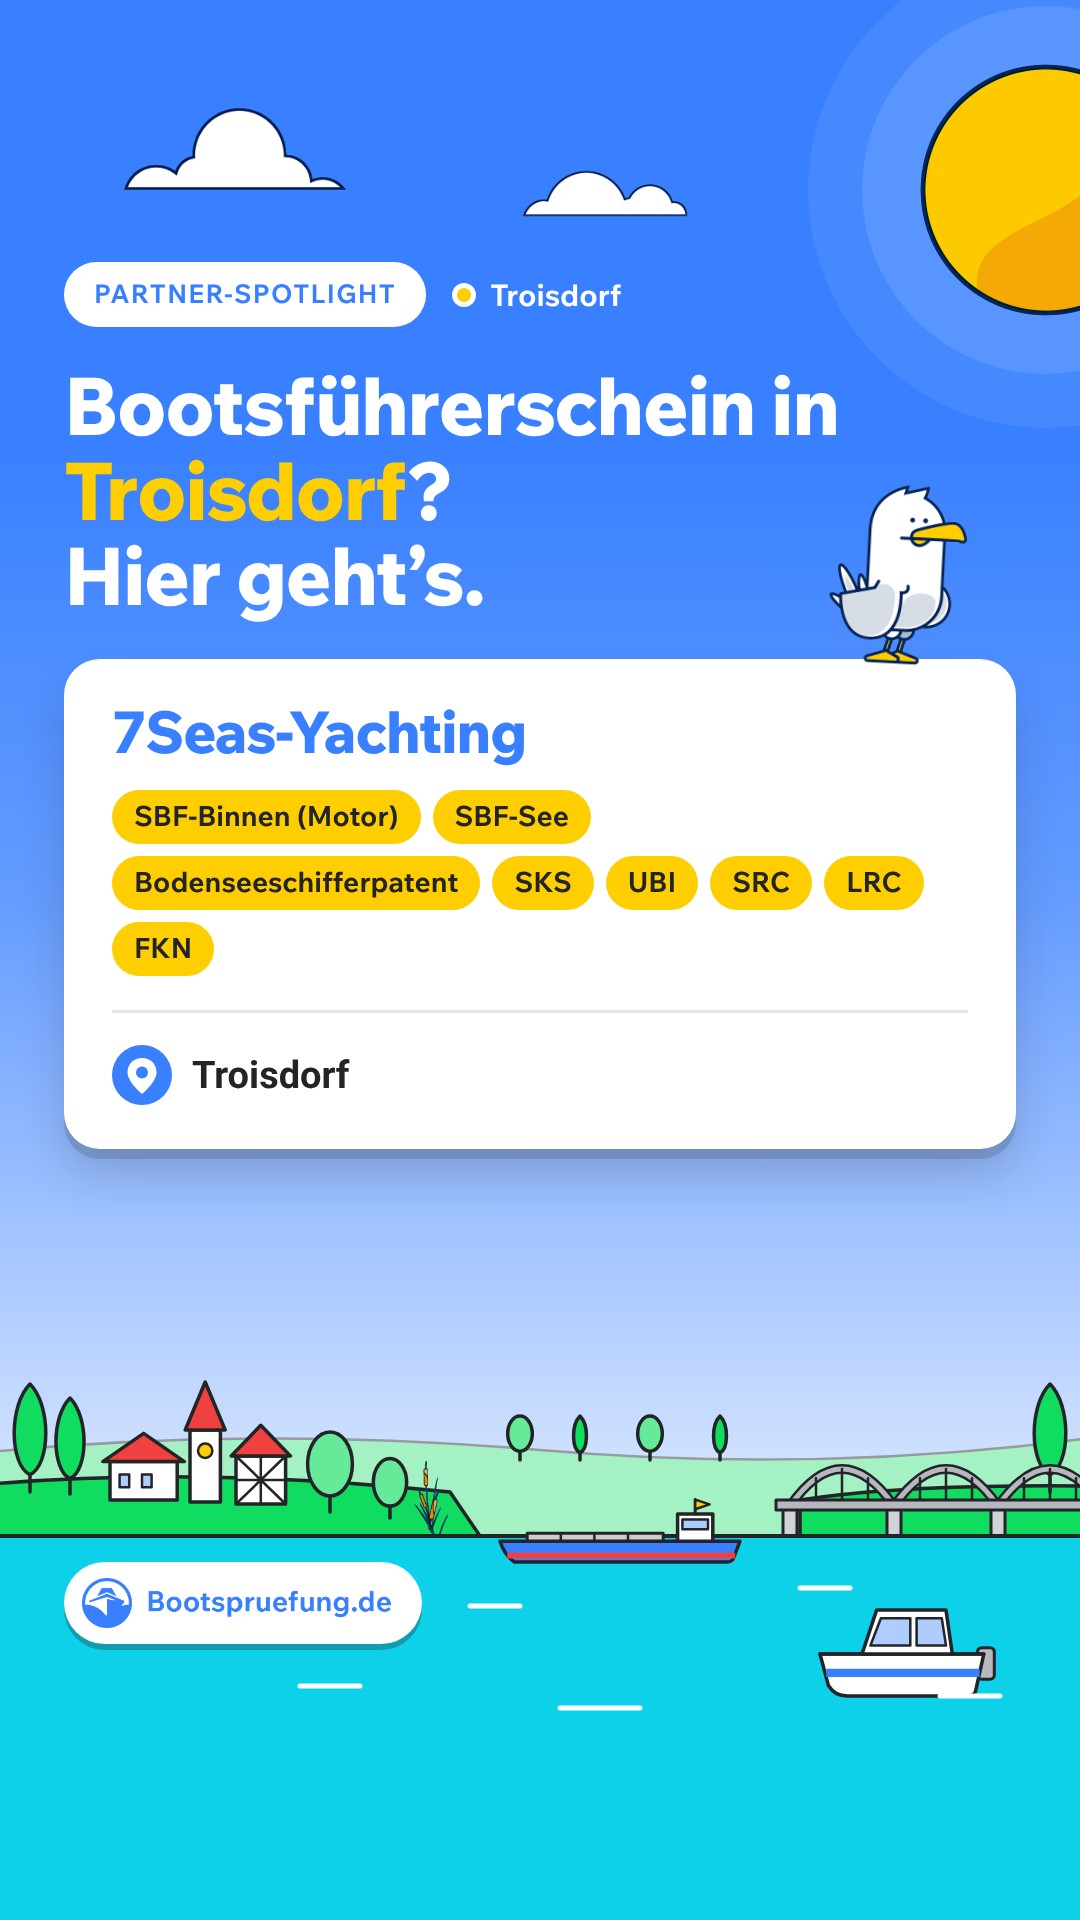 PARTNER-SPOTLIGHT Troisdorf
Bootsführerschein in
Troisdorf?
Hier geht’s.
7Seas-Yachting
SBF-Binnen (Motor) SBF-See
Bodenseeschifferpatent SKS UBI SRC LRC
FKN
Troisdorf
Bootspruefung.de